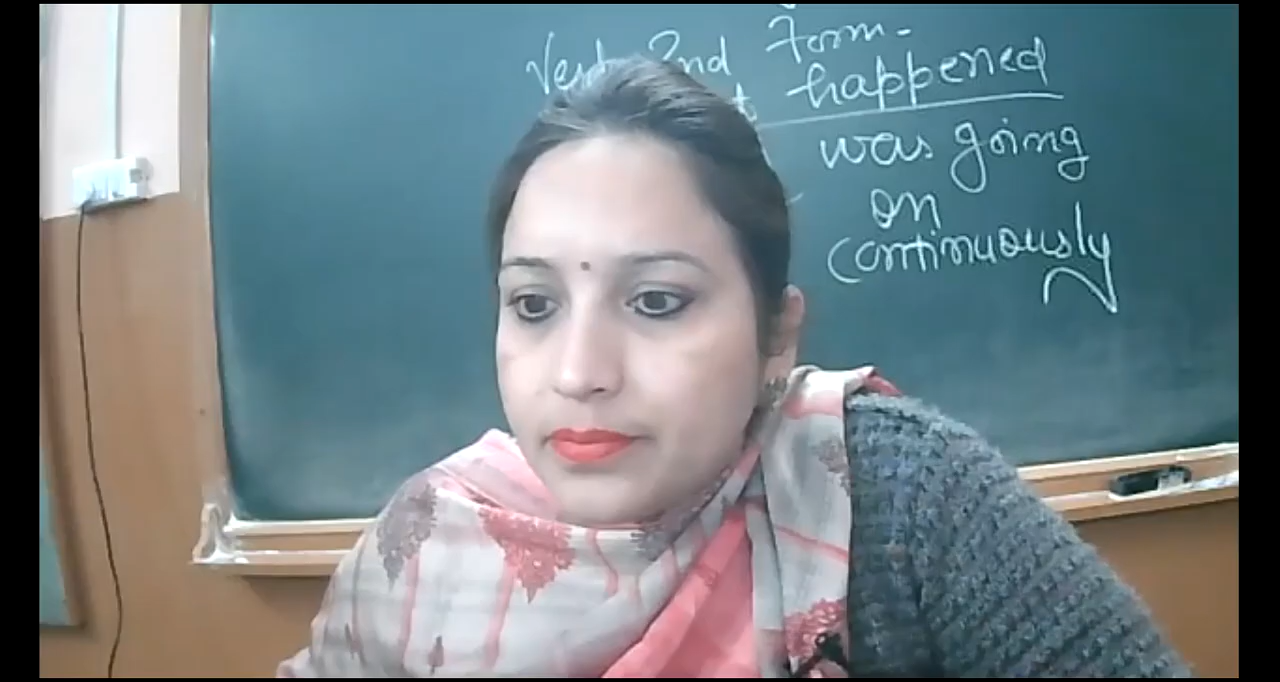 2nd Form-
happened
was going
on
continuously